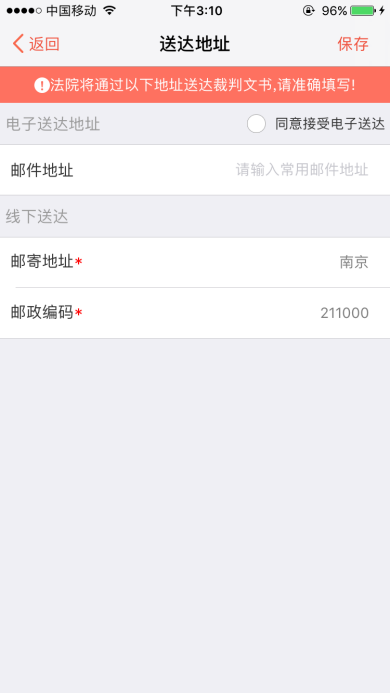 中国移动 下午3:10 96%
返回 送达地址 保存
法院将通过以下地址送达裁判文书,请准确填写!
电子送达地址 同意接受电子送达
邮件地址 请输入常用邮件地址
线下送达
邮寄地址* 南京
邮政编码* 211000